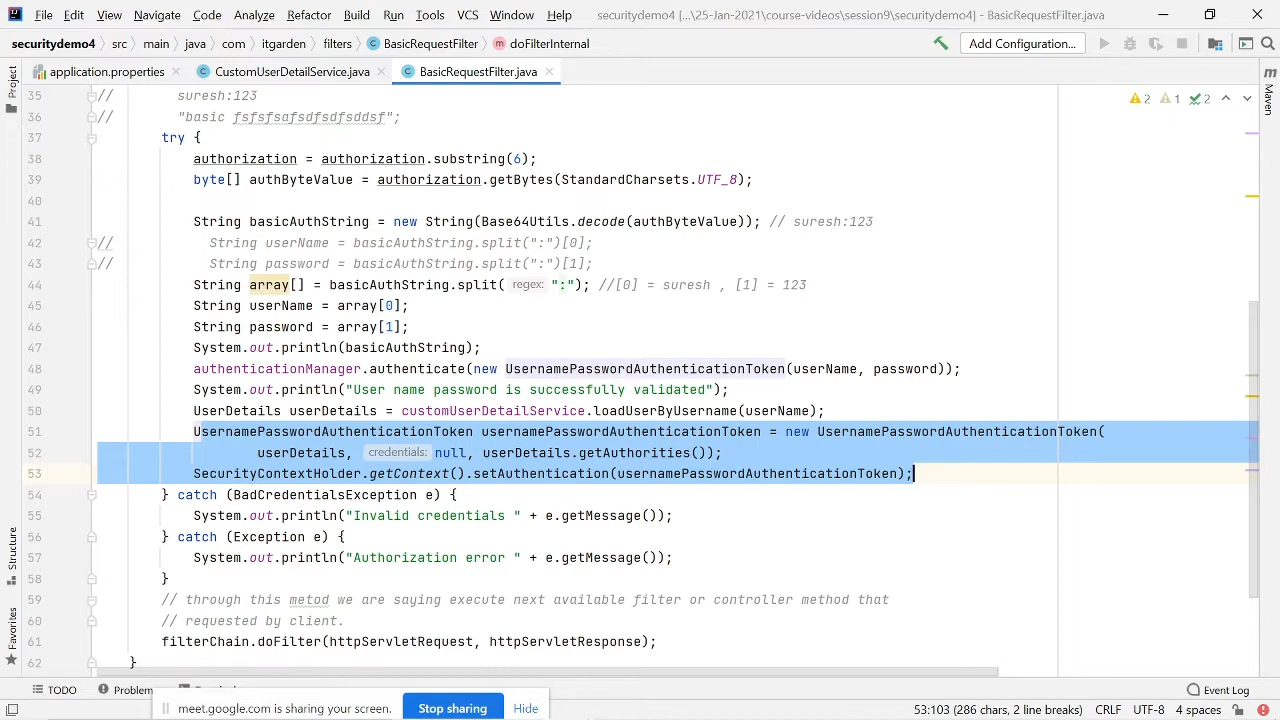 File Edit View Navigate Code Analyze Refactor Build Run Tools VCS Window Help securitydemo4 [...\25-Jan-2021\course-videos\session9\securitydemo4] - BasicRequestFilter.java
securitydemo4 src main java com itgarden filters BasicRequestFilter doFilterInternal Add Configuration...
application.properties CustomUserDetailService.java BasicRequestFilter.java
Project
Maven
Structure
Favorites
2 1 2
35 // suresh:123
36 // "basic fsfsfsafsdfsdfsddsf";
37 try {
38 authorization = authorization.substring(6);
39 byte[] authByteValue = authorization.getBytes(StandardCharsets.UTF_8);
40
41 String basicAuthString = new String(Base64Utils.decode(authByteValue)); // suresh:123
42 // String userName = basicAuthString.split(":")[0];
43 // String password = basicAuthString.split(":")[1];
44 String array[] = basicAuthString.split( regex: ":"); //[0] = suresh , [1] = 123
45 String userName = array[0];
46 String password = array[1];
47 System.out.println(basicAuthString);
48 authenticationManager.authenticate(new UsernamePasswordAuthenticationToken(userName, password));
49 System.out.println("User name password is successfully validated");
50 UserDetails userDetails = customUserDetailService.loadUserByUsername(userName);
51 UsernamePasswordAuthenticationToken usernamePasswordAuthenticationToken = new UsernamePasswordAuthenticationToken(
52 userDetails, credentials: null, userDetails.getAuthorities());
53 SecurityContextHolder.getContext().setAuthentication(usernamePasswordAuthenticationToken);
54 } catch (BadCredentialsException e) {
55 System.out.println("Invalid credentials " + e.getMessage());
56 } catch (Exception e) {
57 System.out.println("Authorization error " + e.getMessage());
58 }
59 // through this metod we are saying execute next available filter or controller method that
60 // requested by client.
61 filterChain.doFilter(httpServletRequest, httpServletResponse);
62 }
TODO Problem Event Log
meet.google.com is sharing your screen. Stop sharing Hide
53:103 (286 chars, 2 line breaks) CRLF UTF-8 4 spaces